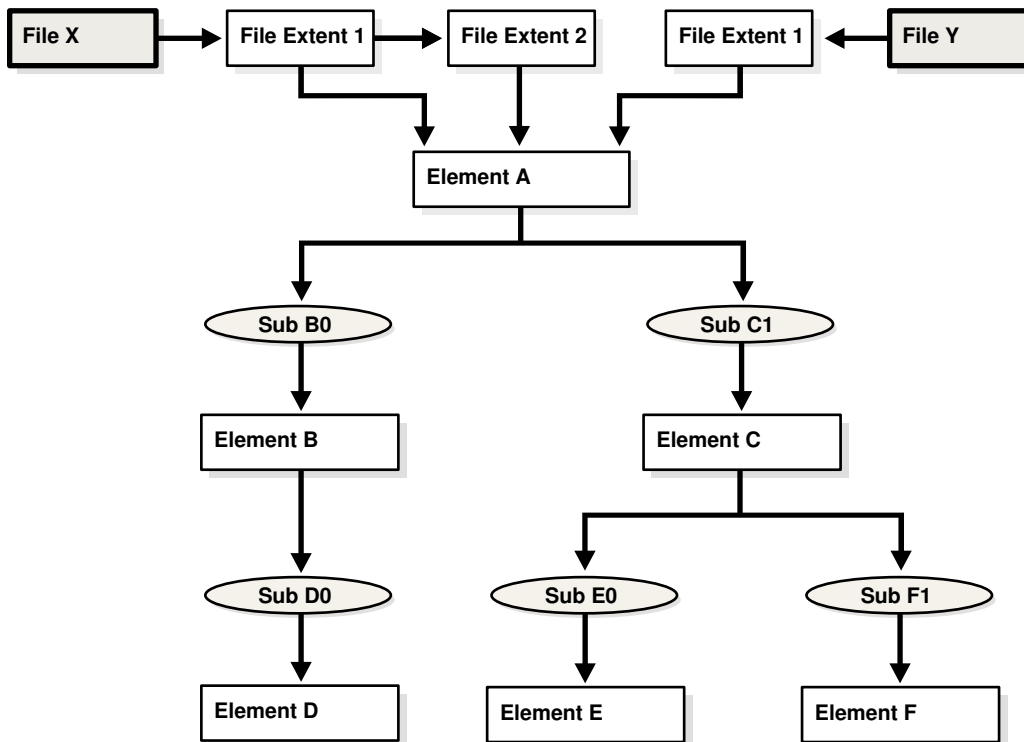 File X
File Extent 1
File Extent 2
File Extent 1
File Y
Element A
Sub B0
Sub C1
Element B
Element C
Sub D0
Sub E0
Sub F1
Element D
Element E
Element F